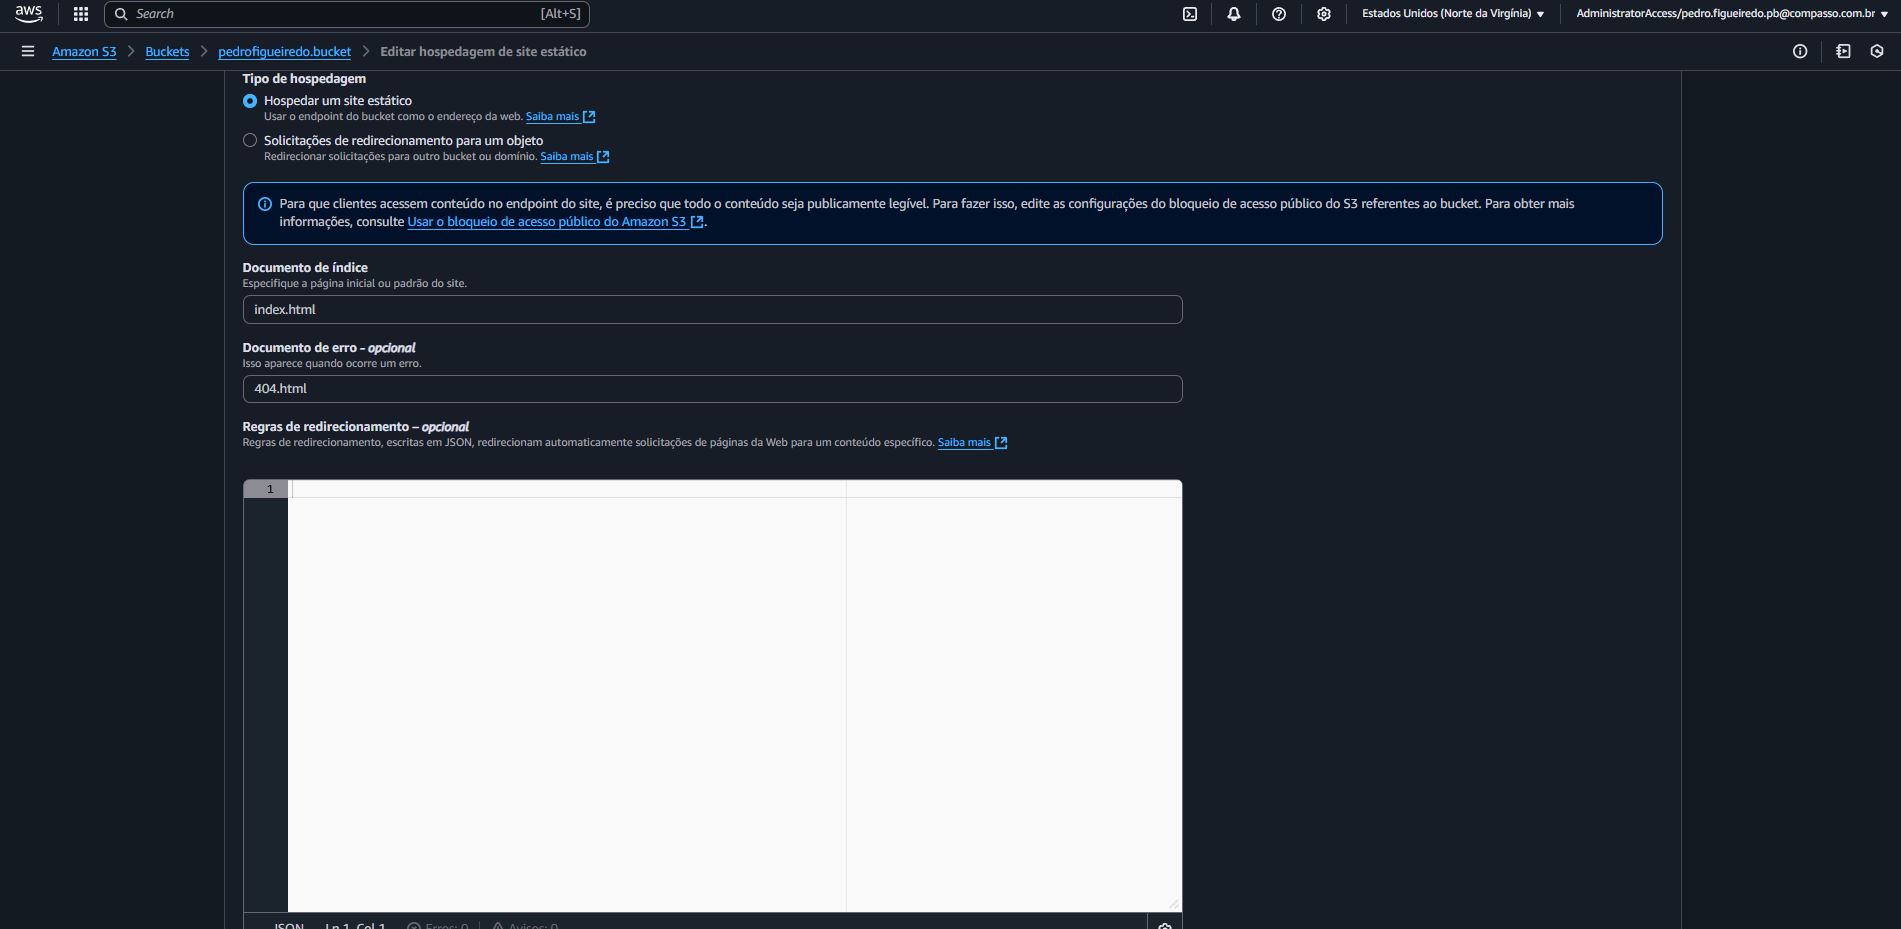 aws
Search [Alt+S]
Estados Unidos (Norte da Virgínia)
AdministratorAccess/pedro.figueiredo.pb@compasso.com.br
Amazon S3 > Buckets > pedrofigueiredo.bucket > Editar hospedagem de site estático
Tipo de hospedagem
Hospedar um site estático
Usar o endpoint do bucket como o endereço da web. Saiba mais
Solicitações de redirecionamento para um objeto
Redirecionar solicitações para outro bucket ou domínio. Saiba mais
Para que clientes acessem conteúdo no endpoint do site, é preciso que todo o conteúdo seja publicamente legível. Para fazer isso, edite as configurações do bloqueio de acesso público do S3 referentes ao bucket. Para obter mais
informações, consulte Usar o bloqueio de acesso público do Amazon S3.
Documento de índice
Especifique a página inicial ou padrão do site.
index.html
Documento de erro - opcional
Isso aparece quando ocorre um erro.
404.html
Regras de redirecionamento – opcional
Regras de redirecionamento, escritas em JSON, redirecionam automaticamente solicitações de páginas da Web para um conteúdo específico. Saiba mais
1
JSON Ln 1, Col 1 Erros: 0 Avisos: 0